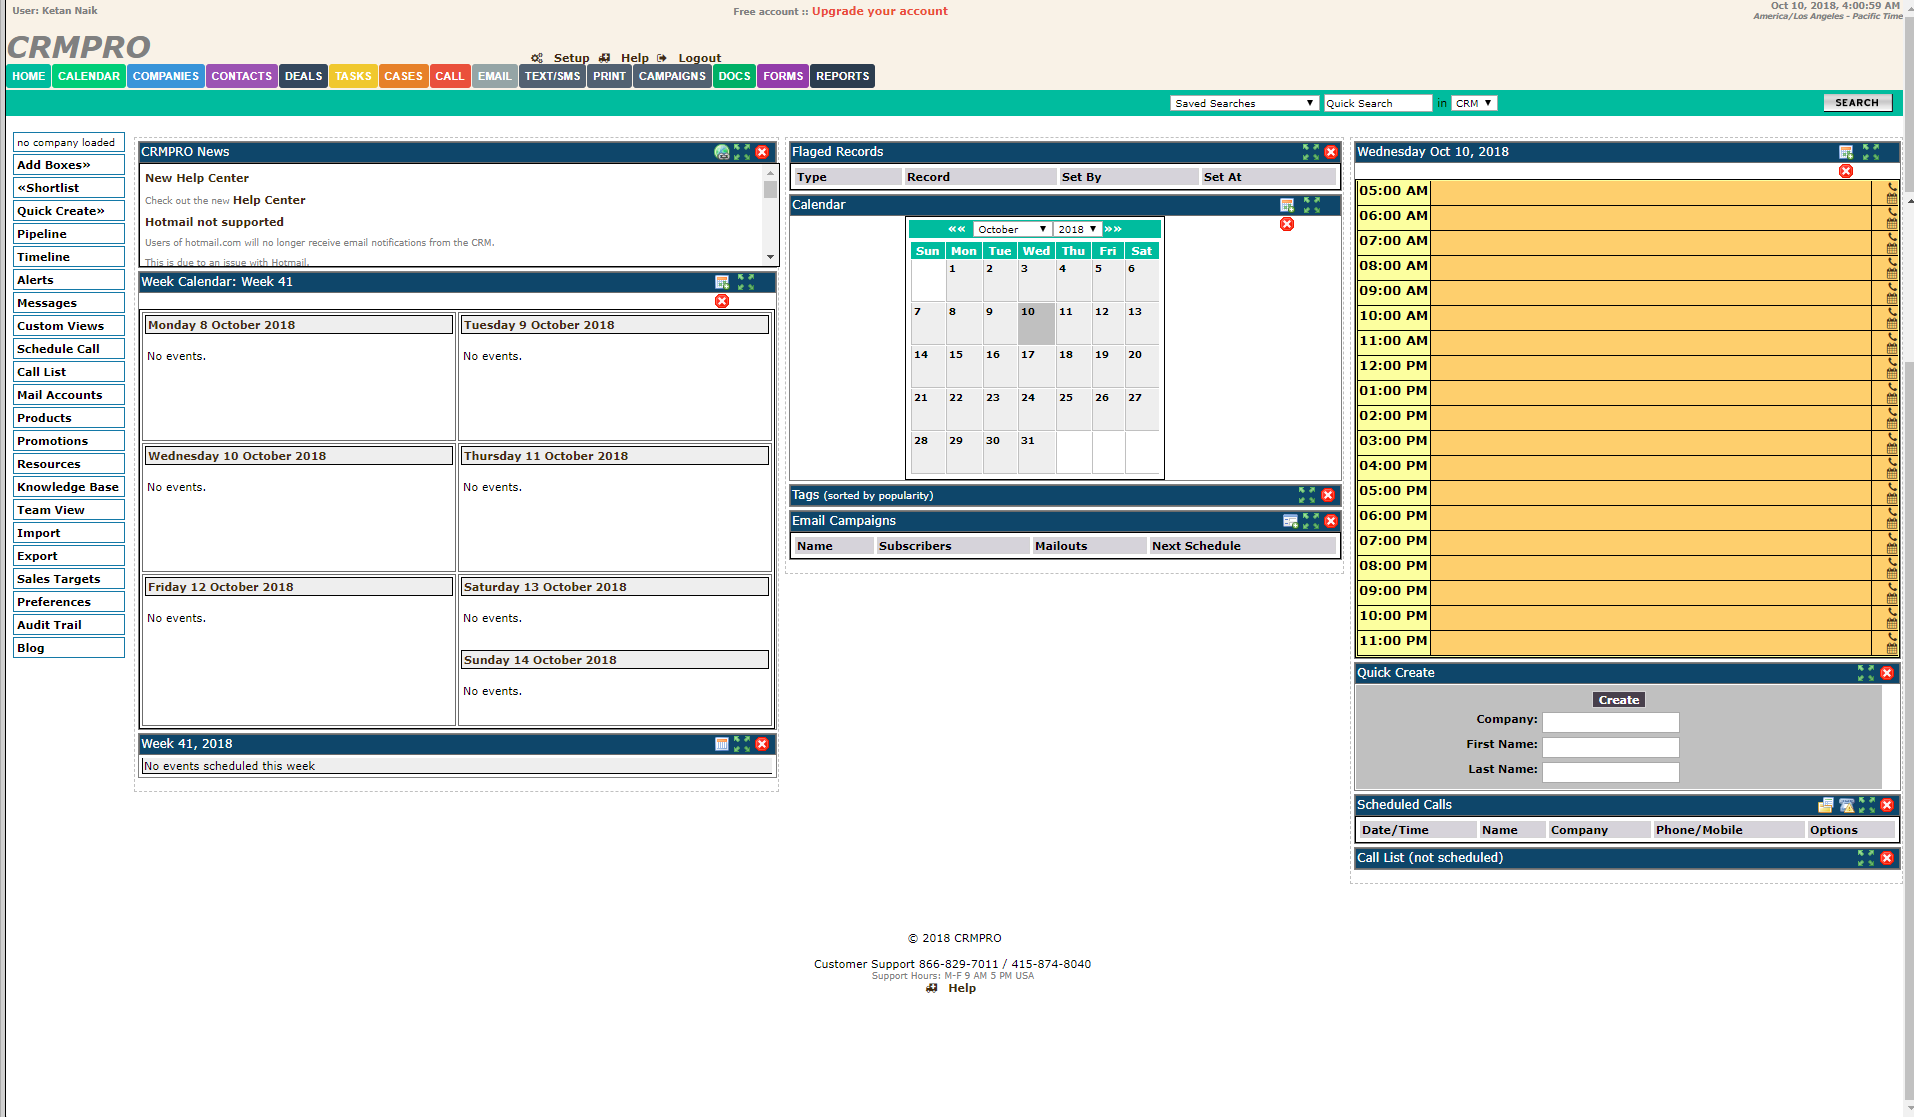 User: Ketan Naik
Free account :: Upgrade your account
Oct 10, 2018, 4:00:59 AM
America/Los Angeles - Pacific Time
CRMPRO
Setup Help Logout
HOME CALENDAR COMPANIES CONTACTS DEALS TASKS CASES CALL EMAIL TEXT/SMS PRINT CAMPAIGNS DOCS FORMS REPORTS
Saved Searches Quick Search in CRM SEARCH
no company loaded
Add Boxes»
«Shortlist
Quick Create»
Pipeline
Timeline
Alerts
Messages
Custom Views
Schedule Call
Call List
Mail Accounts
Products
Promotions
Resources
Knowledge Base
Team View
Import
Export
Sales Targets
Preferences
Audit Trail
Blog
CRMPRO News
New Help Center
Check out the new Help Center
Hotmail not supported
Users of hotmail.com will no longer receive email notifications from the CRM.
This is due to an issue with Hotmail.
Week Calendar: Week 41
Monday 8 October 2018
No events.
Tuesday 9 October 2018
No events.
Wednesday 10 October 2018
No events.
Thursday 11 October 2018
No events.
Friday 12 October 2018
No events.
Saturday 13 October 2018
No events.
Sunday 14 October 2018
No events.
Week 41, 2018
No events scheduled this week
Flaged Records
Type Record Set By Set At
Calendar
«« October 2018 »»
Sun Mon Tue Wed Thu Fri Sat
1 2 3 4 5 6
7 8 9 10 11 12 13
14 15 16 17 18 19 20
21 22 23 24 25 26 27
28 29 30 31
Tags (sorted by popularity)
Email Campaigns
Name Subscribers Mailouts Next Schedule
Wednesday Oct 10, 2018
05:00 AM
06:00 AM
07:00 AM
08:00 AM
09:00 AM
10:00 AM
11:00 AM
12:00 PM
01:00 PM
02:00 PM
03:00 PM
04:00 PM
05:00 PM
06:00 PM
07:00 PM
08:00 PM
09:00 PM
10:00 PM
11:00 PM
Quick Create
Create
Company:
First Name:
Last Name:
Scheduled Calls
Date/Time Name Company Phone/Mobile Options
Call List (not scheduled)
© 2018 CRMPRO
Customer Support 866-829-7011 / 415-874-8040
Support Hours: M-F 9 AM 5 PM USA
Help